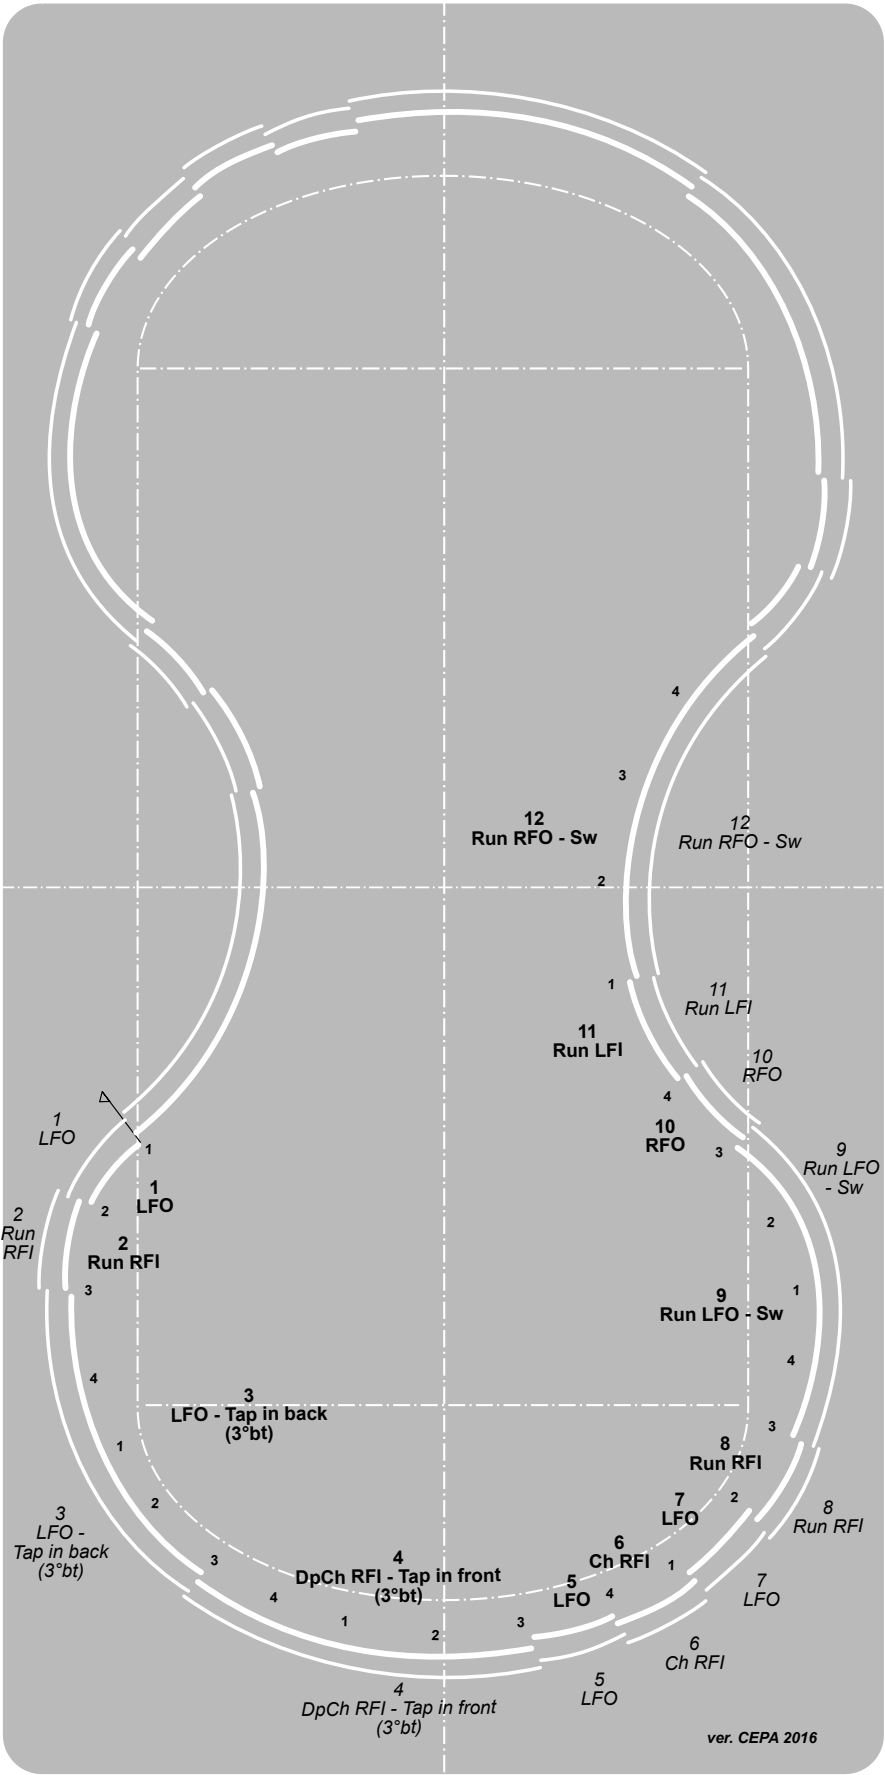 4
3
12
Run RFO - Sw
12
Run RFO - Sw
2
1
11
Run LFI
11
Run LFI
10
RFO
4
10
RFO
3
1
LFO
1
1
LFO
2
9
Run LFO
- Sw
2
Run
RFI
2
Run RFI
2
3
9
Run LFO - Sw
1
4
4
3
LFO - Tap in back
(3°bt)
1
3
8
Run RFI
2
2
7
LFO
3
LFO -
Tap in back
(3°bt)
8
Run RFI
3
6
Ch RFI
1
4
DpCh RFI - Tap in front
(3°bt)
5
LFO
4
4
7
LFO
1
2
3
6
Ch RFI
5
LFO
4
DpCh RFI - Tap in front
(3°bt)
ver. CEPA 2016